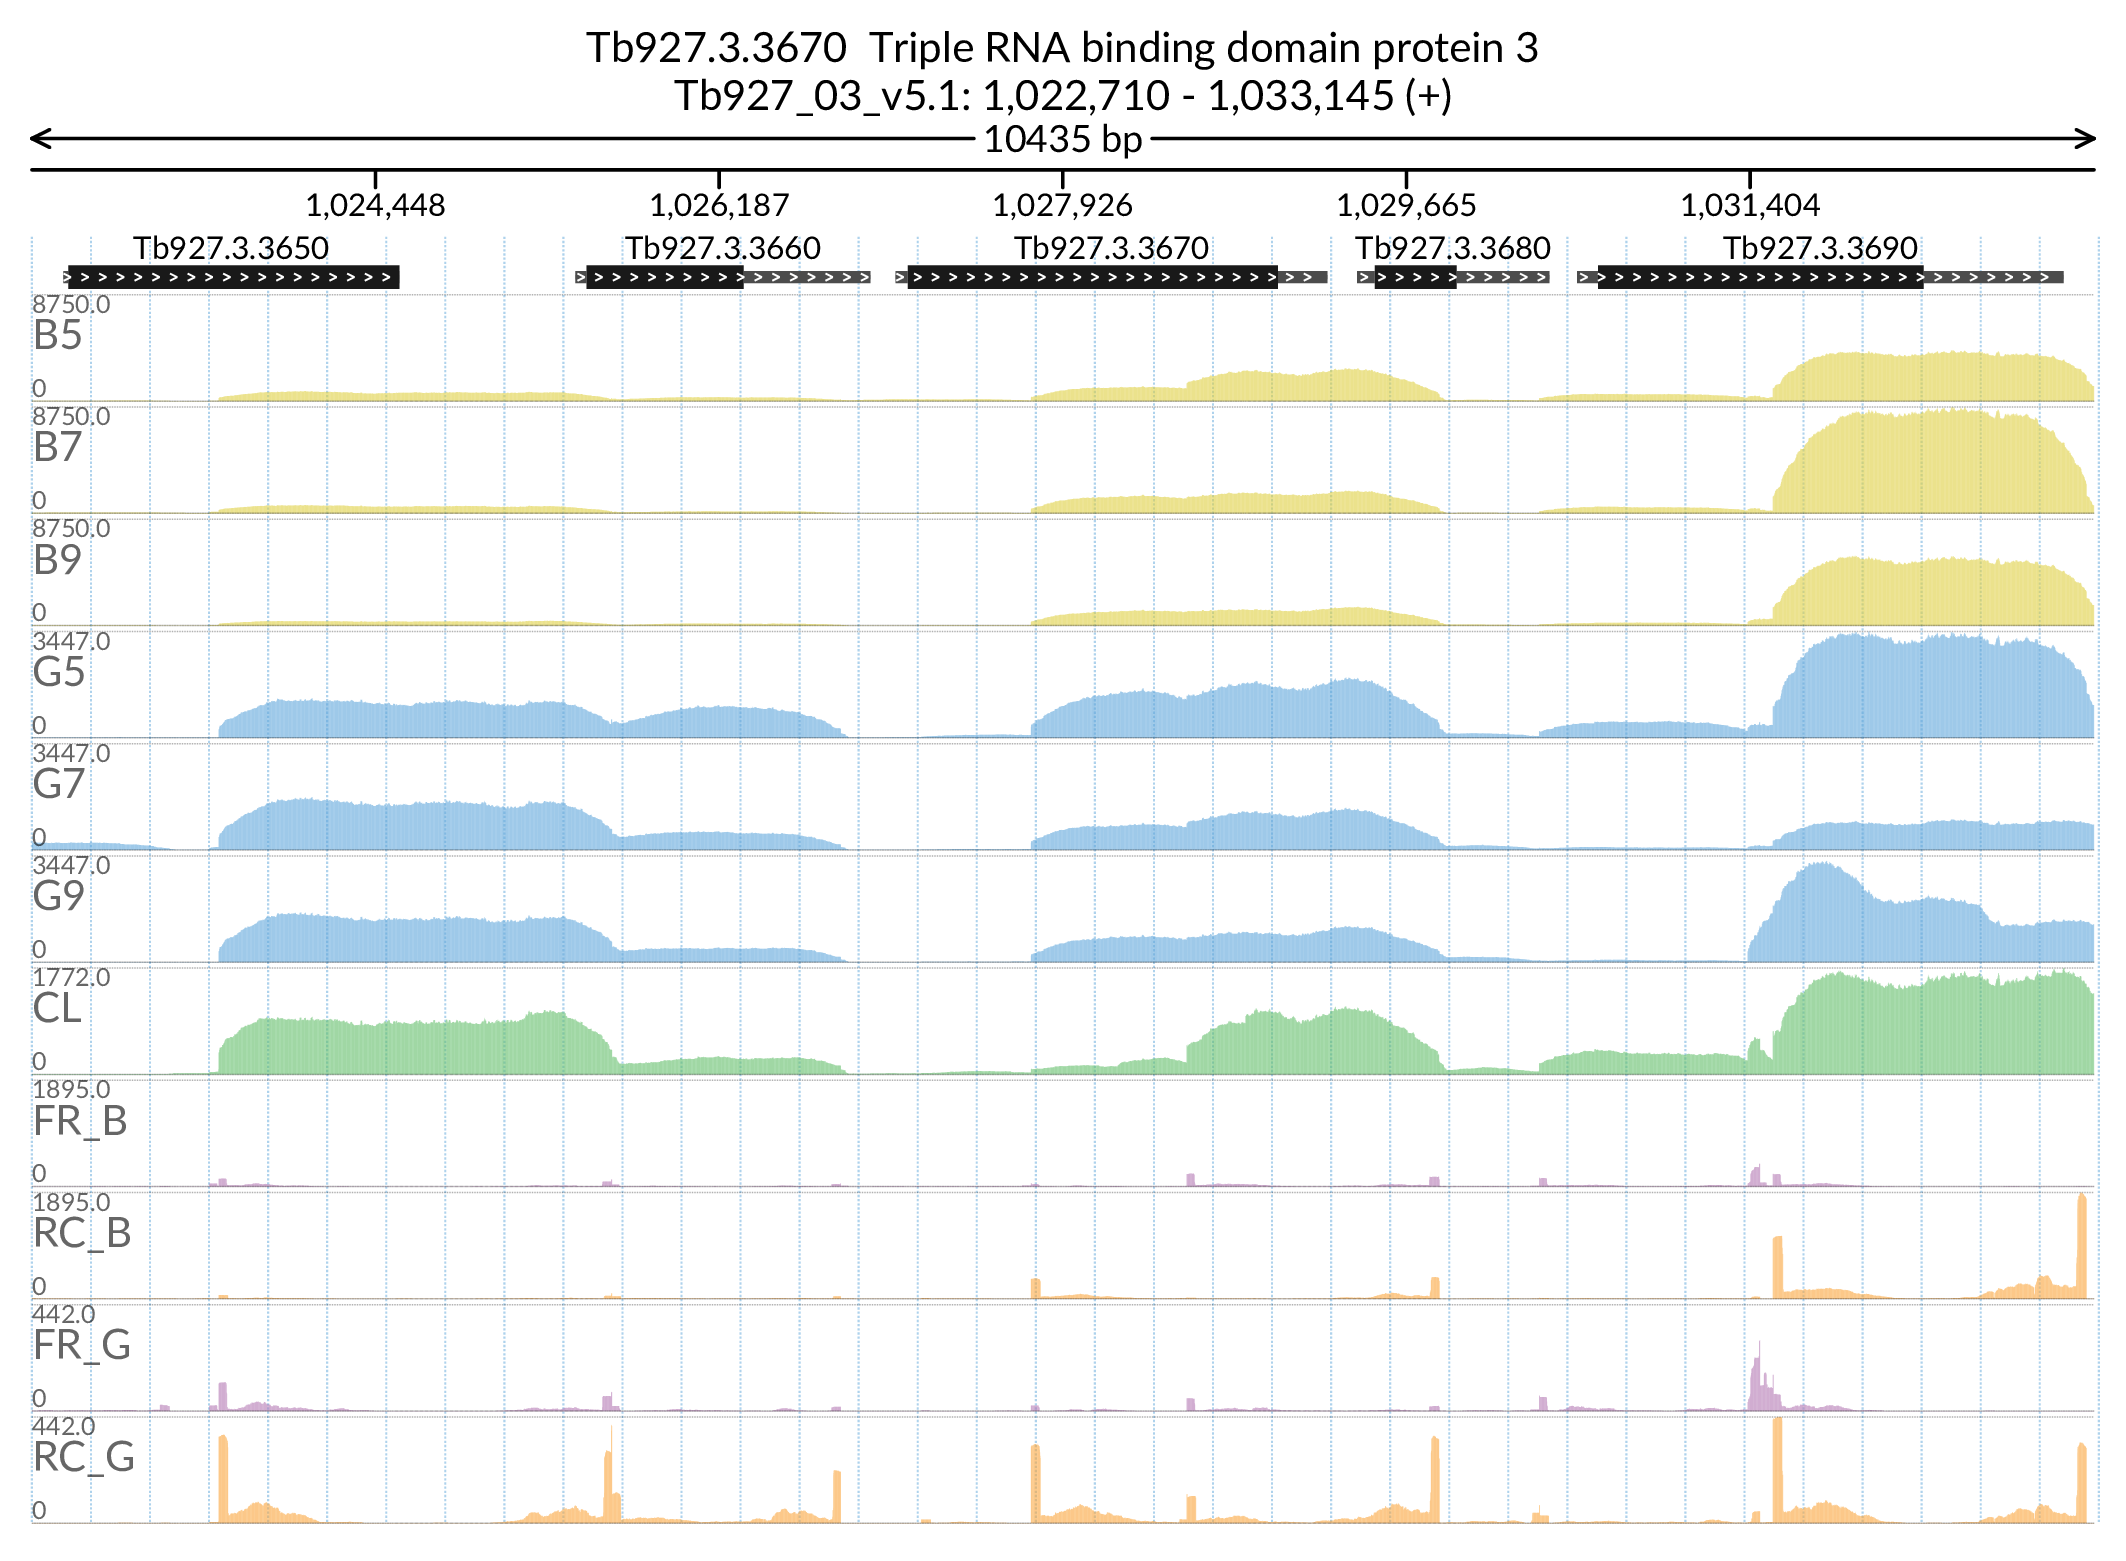 Tb927.3.3670  Triple RNA binding domain protein 3
Tb927_03_v5.1: 1,022,710 - 1,033,145 (+)
10435 bp
1,024,448 1,026,187 1,027,926 1,029,665 1,031,404
Tb927.3.3650 Tb927.3.3660 Tb927.3.3670 Tb927.3.3680 Tb927.3.3690
8750.0
B5
0
8750.0
B7
0
8750.0
B9
0
3447.0
G5
0
3447.0
G7
0
3447.0
G9
0
1772.0
CL
0
1895.0
FR_B
0
1895.0
RC_B
0
442.0
FR_G
0
442.0
RC_G
0